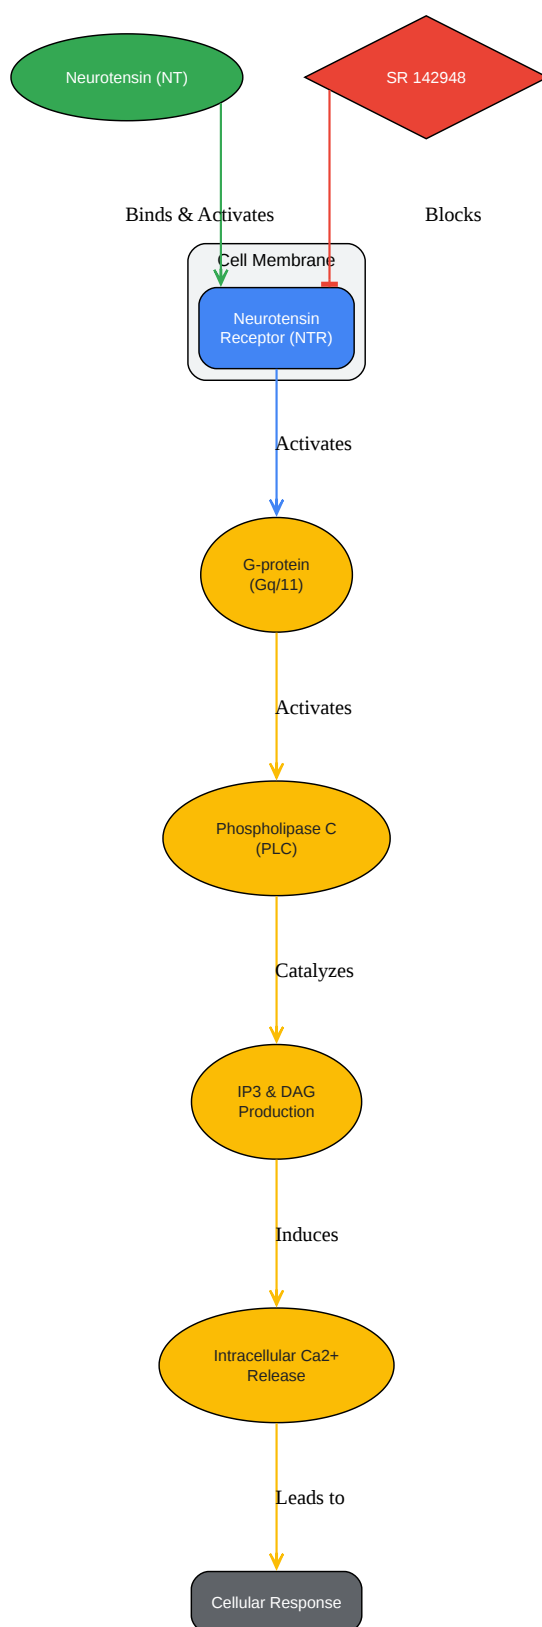 Neurotensin (NT)
SR 142948
Binds & Activates
Blocks
Cell Membrane
Neurotensin
Receptor (NTR)
Activates
G-protein
(Gq/11)
Activates
Phospholipase C
(PLC)
Catalyzes
IP3 & DAG
Production
Induces
Intracellular Ca2+
Release
Leads to
Cellular Response